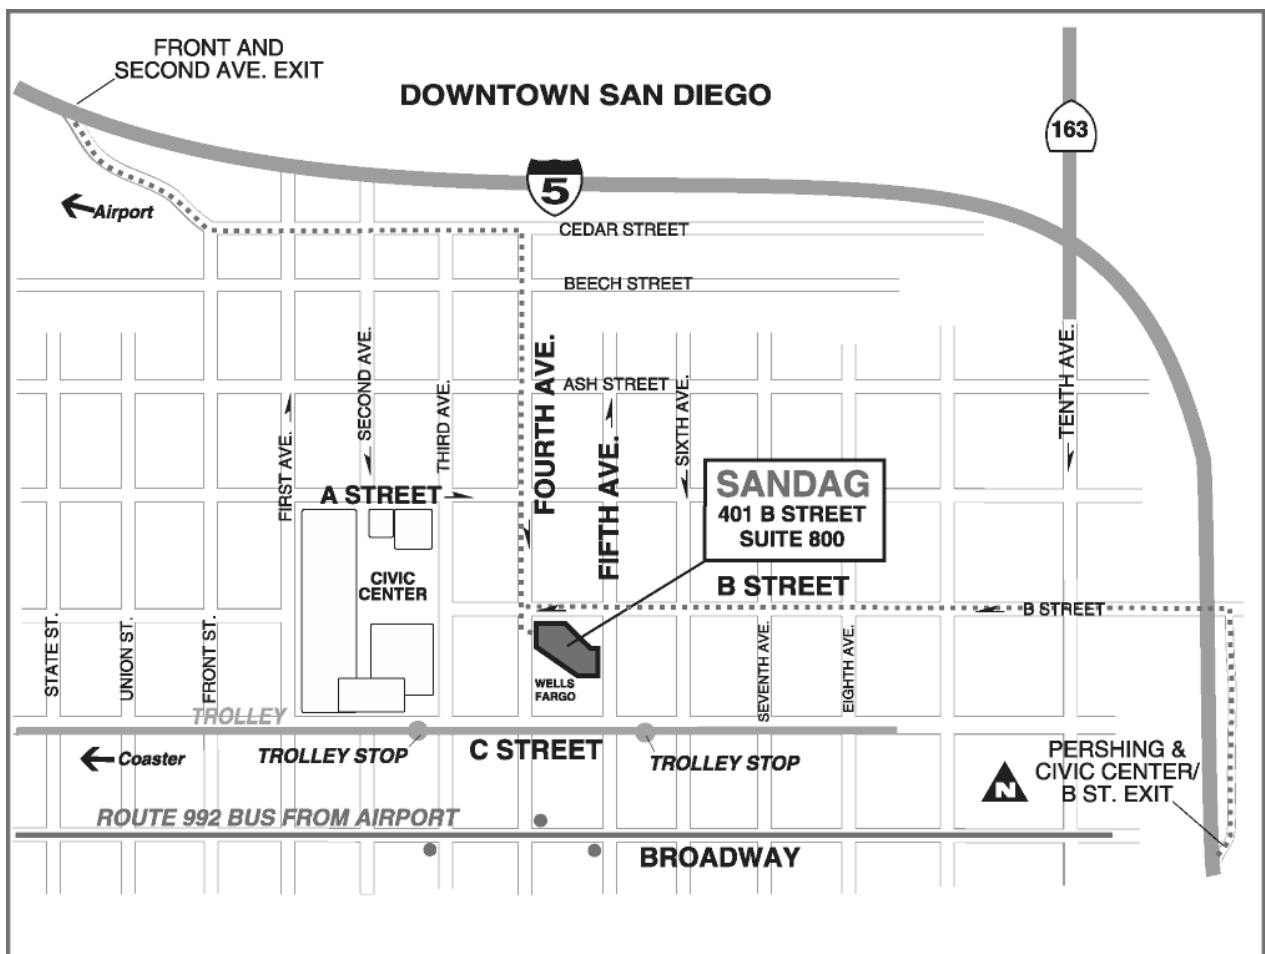 FRONT AND
SECOND AVE. EXIT
DOWNTOWN SAN DIEGO
163
5
Airport
CEDAR STREET
BEECH STREET
ASH STREET
FIRST AVE.
SECOND AVE.
THIRD AVE.
FOURTH AVE.
FIFTH AVE.
SIXTH AVE.
TENTH AVE.
A STREET
SANDAG
401 B STREET
SUITE 800
CIVIC
CENTER
B STREET
B STREET
STATE ST.
UNION ST.
FRONT ST.
SEVENTH AVE.
EIGHTH AVE.
WELLS
FARGO
TROLLEY
TROLLEY STOP
C STREET
TROLLEY STOP
Coaster
PERSHING &
CIVIC CENTER/
B ST. EXIT
N
ROUTE 992 BUS FROM AIRPORT
BROADWAY